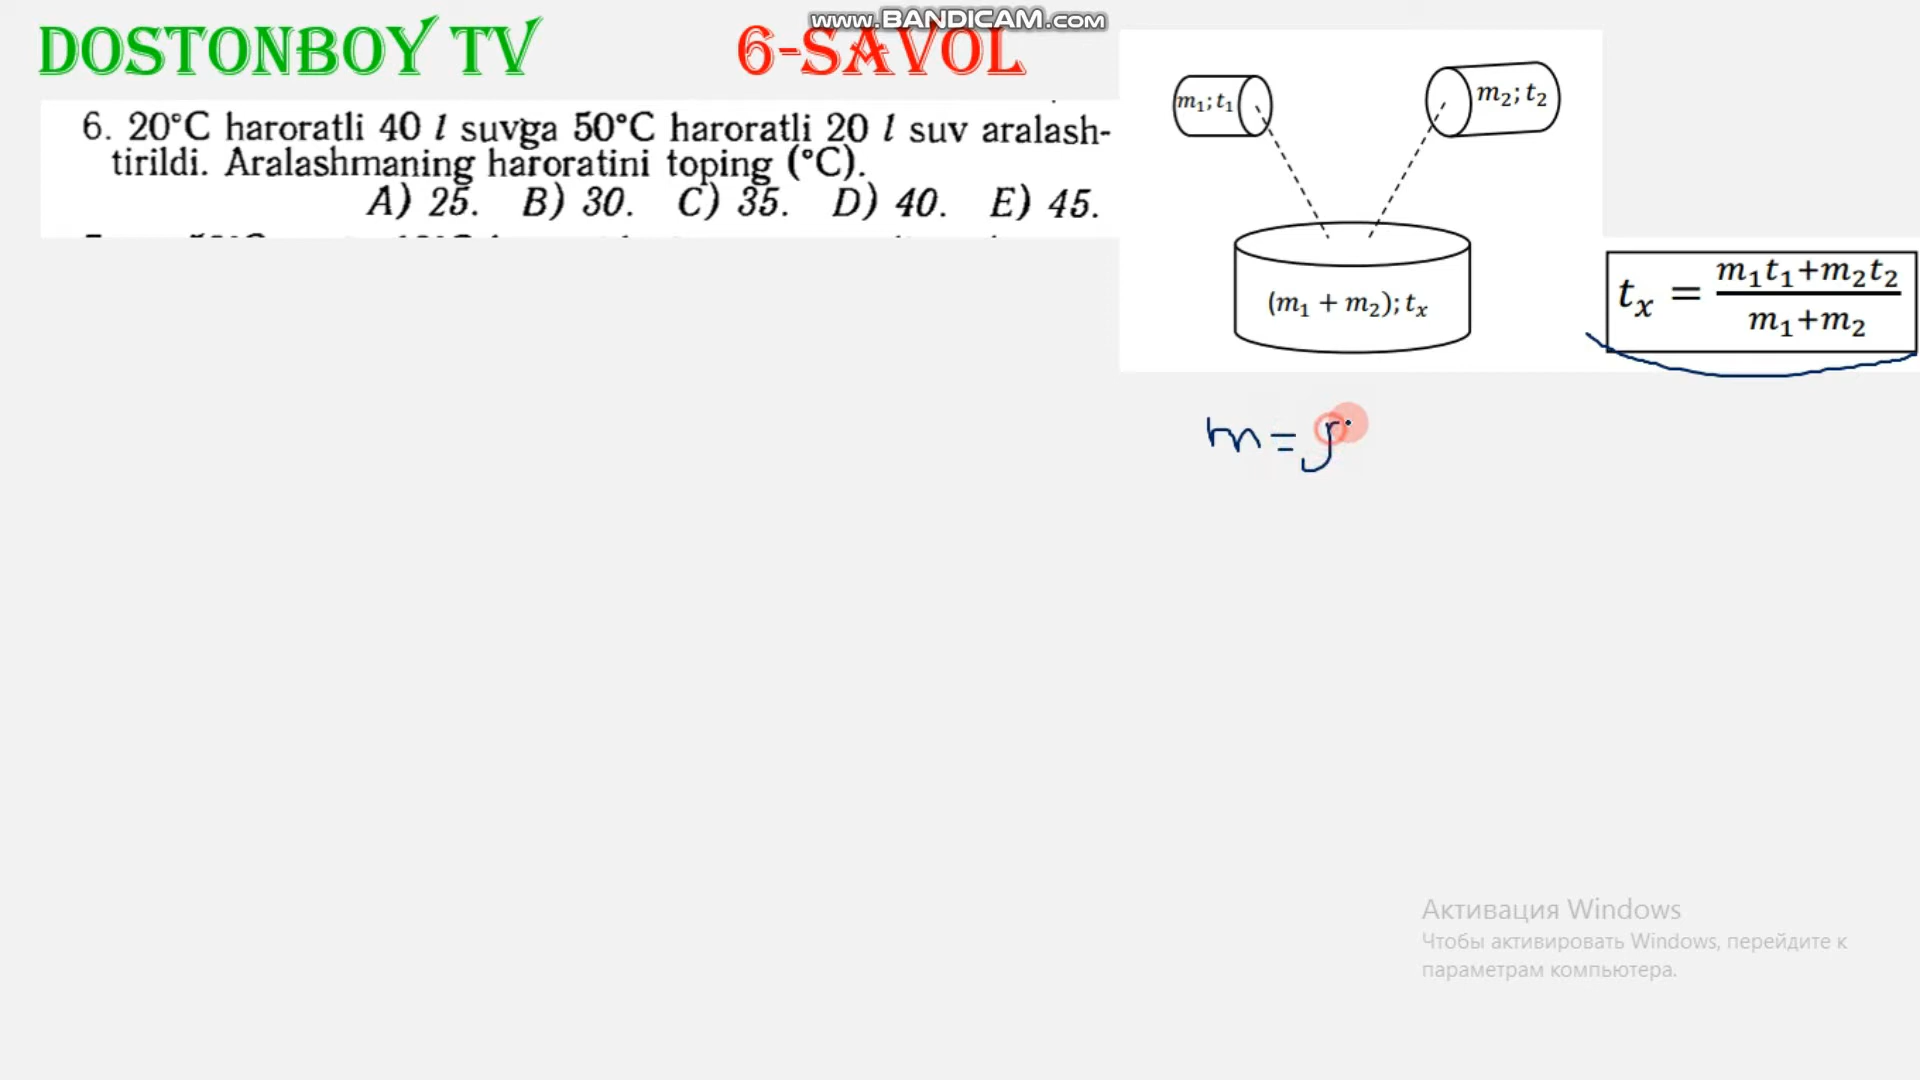 www.BANDICAM.com
DOSTONBOY TV
6-SAVOL
6. 20°C haroratli 40 l suvga 50°C haroratli 20 l suv aralash-
tirildi. Aralashmaning haroratini toping (°C).
A) 25. B) 30. C) 35. D) 40. E) 45.
m₁; t₁
m₂; t₂
(m₁ + m₂); tₓ
tₓ = (m₁t₁+m₂t₂)/(m₁+m₂)
m =
Активация Windows
Чтобы активировать Windows, перейдите к
параметрам компьютера.